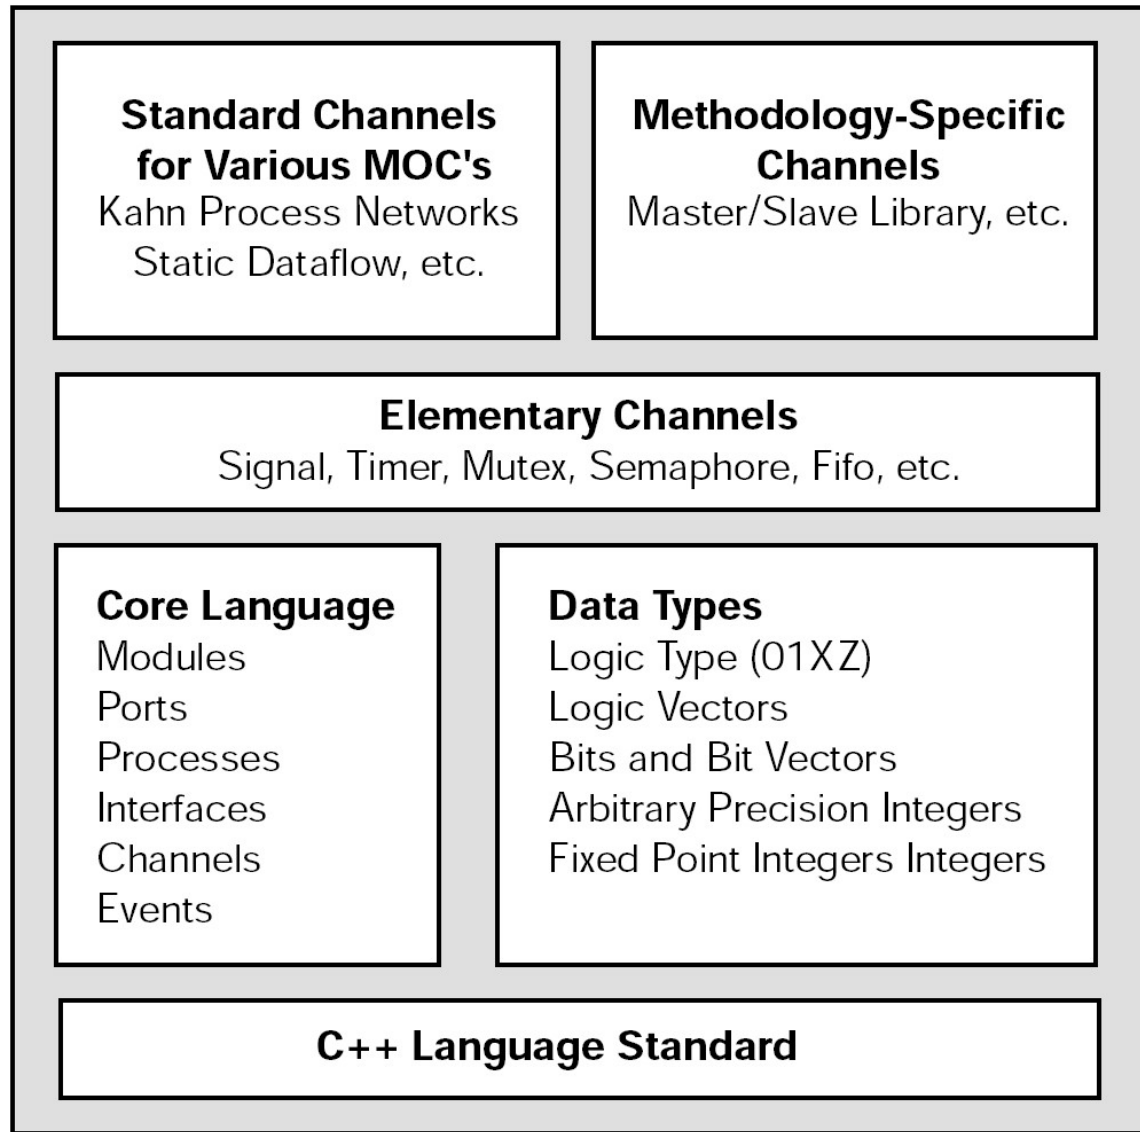 Standard Channels
for Various MOC's
Kahn Process Networks
Static Dataflow, etc.
Methodology-Specific
Channels
Master/Slave Library, etc.
Elementary Channels
Signal, Timer, Mutex, Semaphore, Fifo, etc.
Core Language
Modules
Ports
Processes
Interfaces
Channels
Events
Data Types
Logic Type (01XZ)
Logic Vectors
Bits and Bit Vectors
Arbitrary Precision Integers
Fixed Point Integers Integers
C++ Language Standard